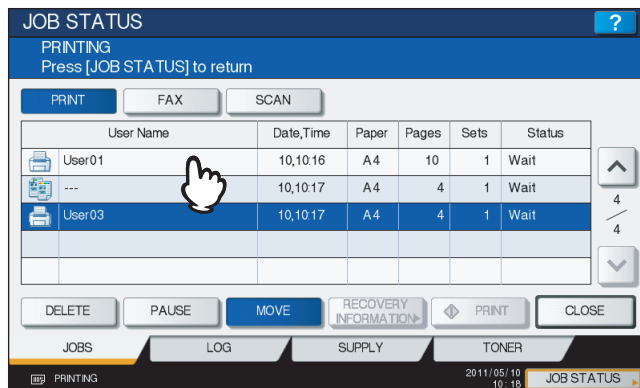 JOB STATUS ?
PRINTING
Press [JOB STATUS] to return
PRINT FAX SCAN
User Name Date,Time Paper Pages Sets Status
User01 10,10:16 A4 10 1 Wait
--- 10,10:17 A4 4 1 Wait
User03 10,10:17 A4 4 1 Wait
4
4
DELETE PAUSE MOVE RECOVERY INFORMATION PRINT CLOSE
JOBS LOG SUPPLY TONER
PRINTING 2011/05/10
10:18 JOB STATUS